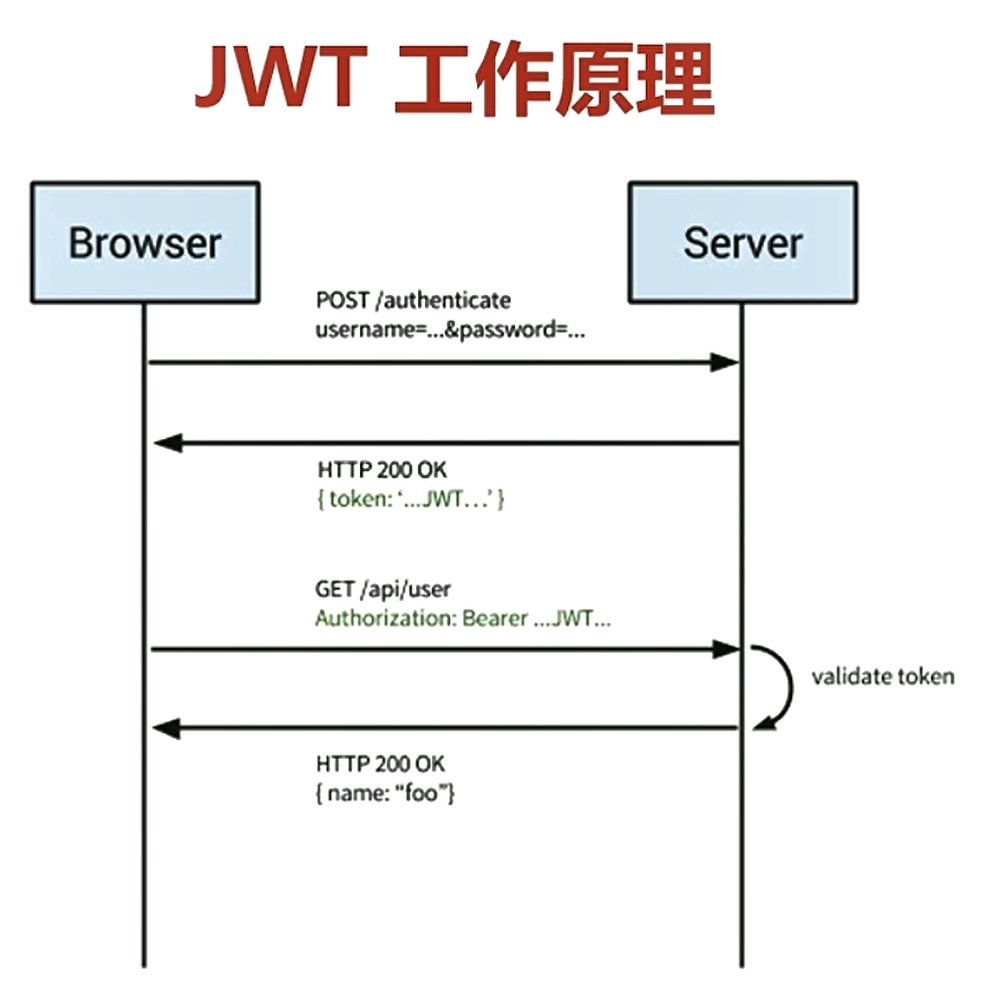 JWT 工作原理
Browser
Server
POST /authenticate
username=...&password=...
HTTP 200 OK
{ token: ‘...JWT...’ }
GET /api/user
Authorization: Bearer ...JWT...
validate token
HTTP 200 OK
{ name: “foo”}